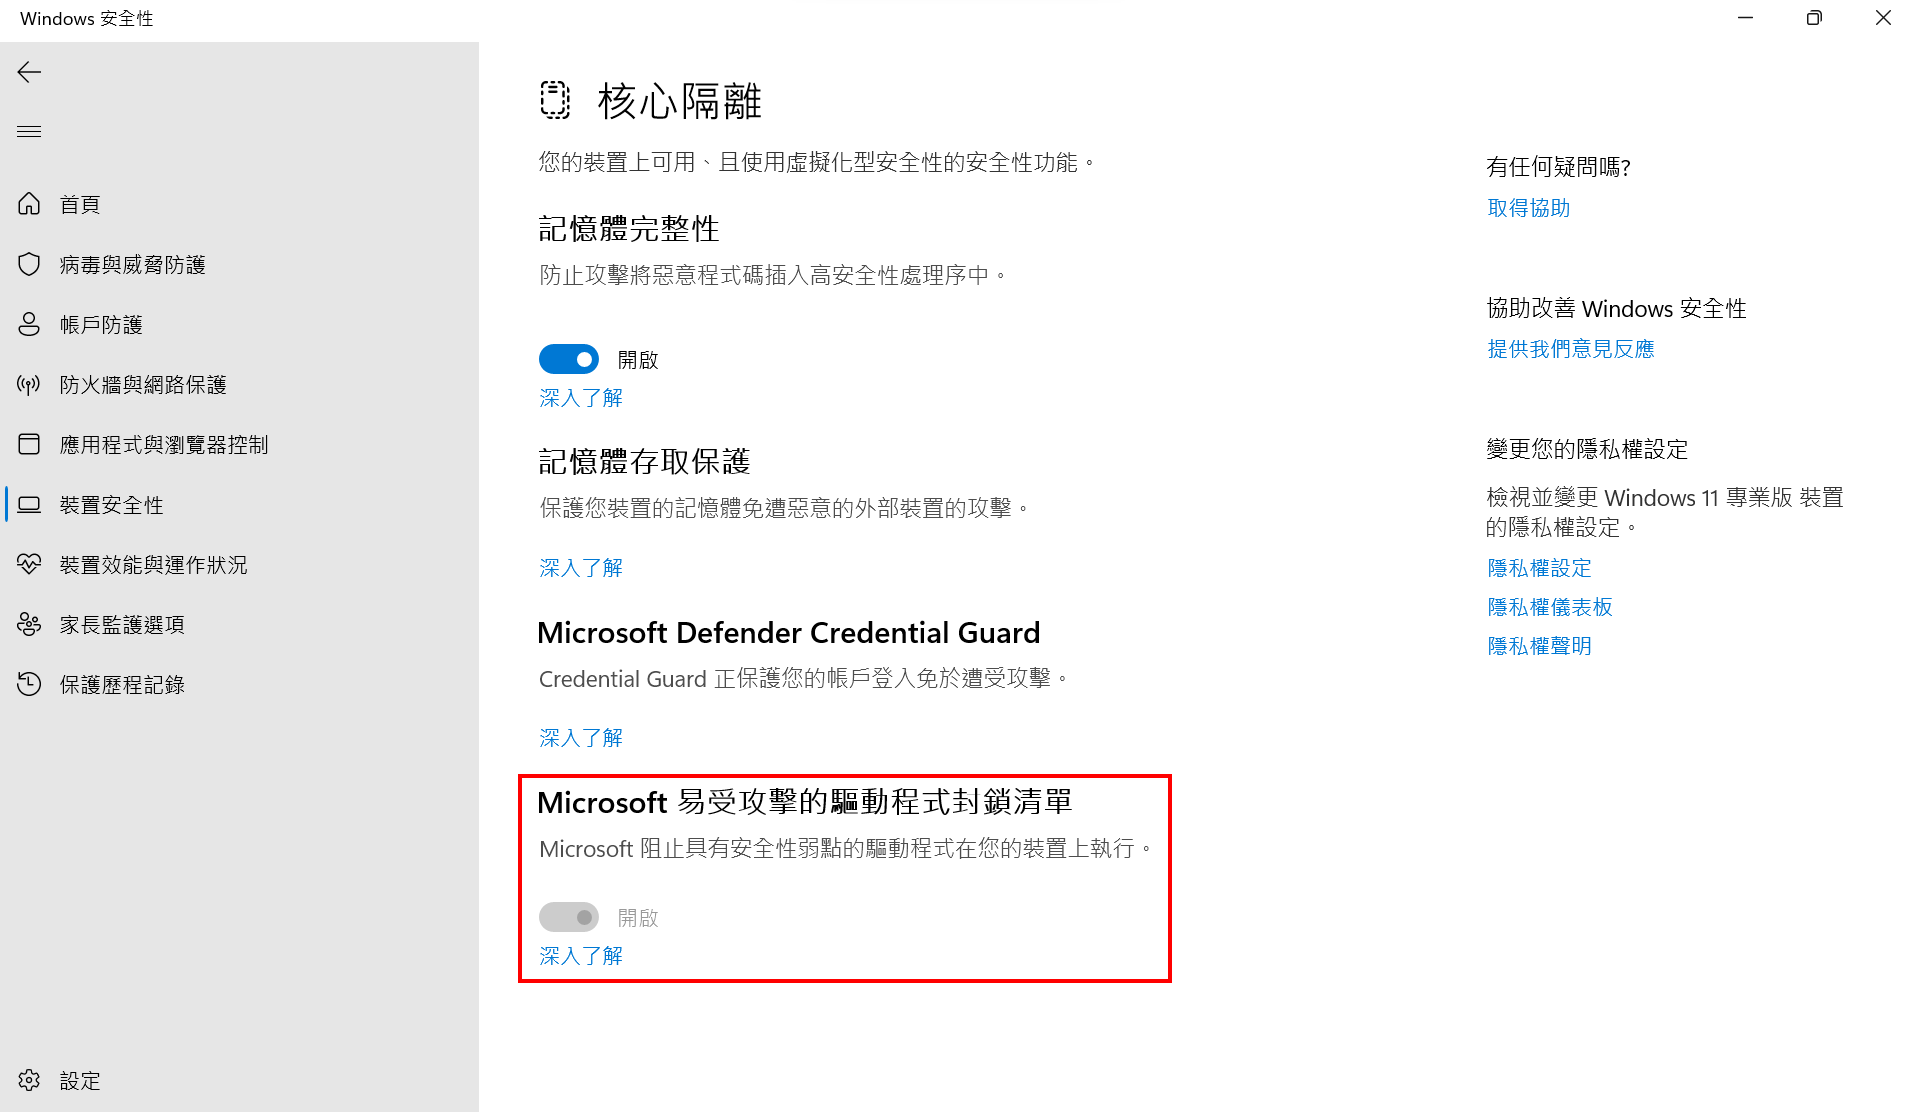 Windows 安全性
首頁
病毒與威脅防護
帳戶防護
防火牆與網路保護
應用程式與瀏覽器控制
裝置安全性
裝置效能與運作狀況
家長監護選項
保護歷程記錄
設定
核心隔離
您的裝置上可用、且使用虛擬化型安全性的安全性功能。
記憶體完整性
防止攻擊將惡意程式碼插入高安全性處理序中。
開啟
深入了解
記憶體存取保護
保護您裝置的記憶體免遭惡意的外部裝置的攻擊。
深入了解
Microsoft Defender Credential Guard
Credential Guard 正保護您的帳戶登入免於遭受攻擊。
深入了解
Microsoft 易受攻擊的驅動程式封鎖清單
Microsoft 阻止具有安全性弱點的驅動程式在您的裝置上執行。
開啟
深入了解
有任何疑問嗎?
取得協助
協助改善 Windows 安全性
提供我們意見反應
變更您的隱私權設定
檢視並變更 Windows 11 專業版 裝置
的隱私權設定。
隱私權設定
隱私權儀表板
隱私權聲明